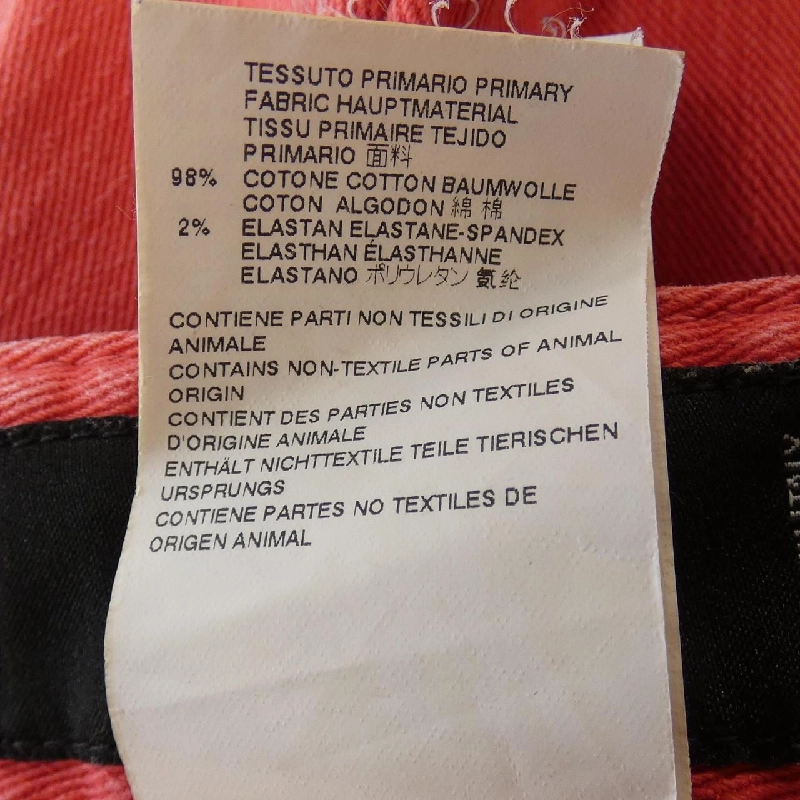 TESSUTO PRIMARIO PRIMARY
FABRIC HAUPTMATERIAL
TISSU PRIMAIRE TEJIDO
PRIMARIO 面料
98% COTONE COTTON BAUMWOLLE
COTON ALGODON 綿 棉
2% ELASTAN ELASTANE-SPANDEX
ELASTHAN ÉLASTHANNE
ELASTANO ポリウレタン 氨纶
CONTIENE PARTI NON TESSILI DI ORIGINE
ANIMALE
CONTAINS NON-TEXTILE PARTS OF ANIMAL
ORIGIN
CONTIENT DES PARTIES NON TEXTILES
D'ORIGINE ANIMALE
ENTHÄLT NICHTTEXTILE TEILE TIERISCHEN
URSPRUNGS
CONTIENE PARTES NO TEXTILES DE
ORIGEN ANIMAL
ITALY